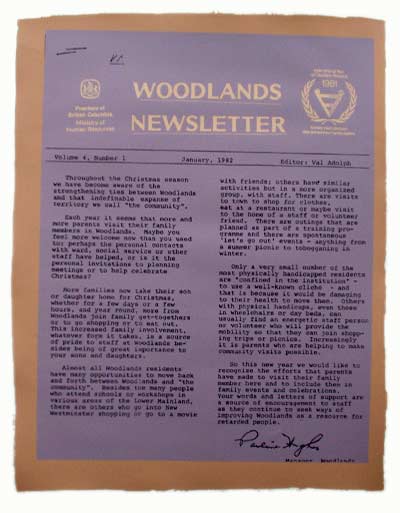 WOODLANDS
NEWSLETTER
Province of
British Columbia
Ministry of
Human Resources
1981
Volume 4, Number 1
January, 1982
Editor: Val Adolph
Throughout the Christmas season
we have become aware of the
strengthening ties between Woodlands
and that indefinable expanse of
territory we call "the community".
Each year it seems that more and
more parents visit their family
members in Woodlands. Maybe you
feel more welcome now than you used
to: perhaps the personal contacts
with ward, social service or other
staff have helped, or is it the
personal invitations to planning
meetings or to help celebrate
Christmas?
More families now take their son
or daughter home for Christmas,
whether for a few days or a few
hours, and year round, more from
Woodlands join family get-togethers
or to go shopping or to eat out.
This increased family involvement,
whatever form it takes, is a source
of pride to staff at Woodlands be-
sides being of great importance to
your sons and daughters.
Almost all Woodlands residents
have many opportunities to move back
and forth between Woodlands and "the
community". Besides the many people
who attend schools or workshops in
various areas of the Lower Mainland,
there are others who go into New
Westminster shopping or go to a movie
with friends; others have similar
activities but in a more organized
group, with staff. There are visits
to town to shop for clothes,
eat at a restaurant or maybe visit
to the home of a staff or volunteer
friend. There are outings that are
planned as part of a training pro-
gramme and there are spontaneous
'let's go out' events - anything from
a summer picnic to tobogganing in
winter.
Only a very small number of the
most physically handicapped residents
are "confined to the institution" -
to use a well-known cliche - and
that is because it would be damaging
to their health to move them. Others
with physical handicaps, even those
in wheelchairs or day beds, can
usually find an energetic staff person
or volunteer who will provide the
mobility so that they can join shop-
ping trips or picnics. Increasingly
it is parents who are helping to make
community visits possible.
So this new year we would like to
recognize the efforts that parents
have made to visit their family
member here and to include them in
family events and celebrations.
Your words and letters of support are
a source of encouragement to staff
as they continue to seek ways of
improving Woodlands as a resource for
retarded people.
Manager, Woodlands